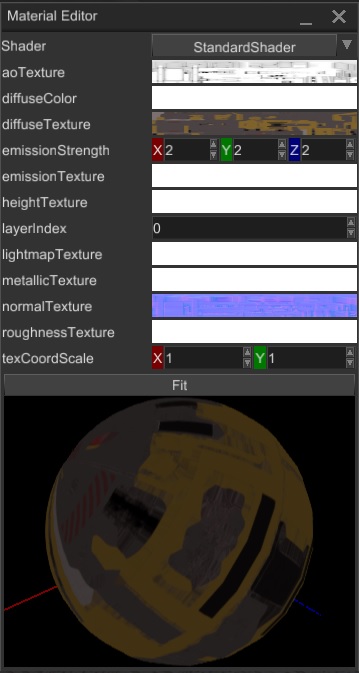 Material Editor
Shader StandardShader
aoTexture
diffuseColor
diffuseTexture
emissionStrength X 2 Y 2 Z 2
emissionTexture
heightTexture
layerIndex 0
lightmapTexture
metallicTexture
normalTexture
roughnessTexture
texCoordScale X 1 Y 1
Fit